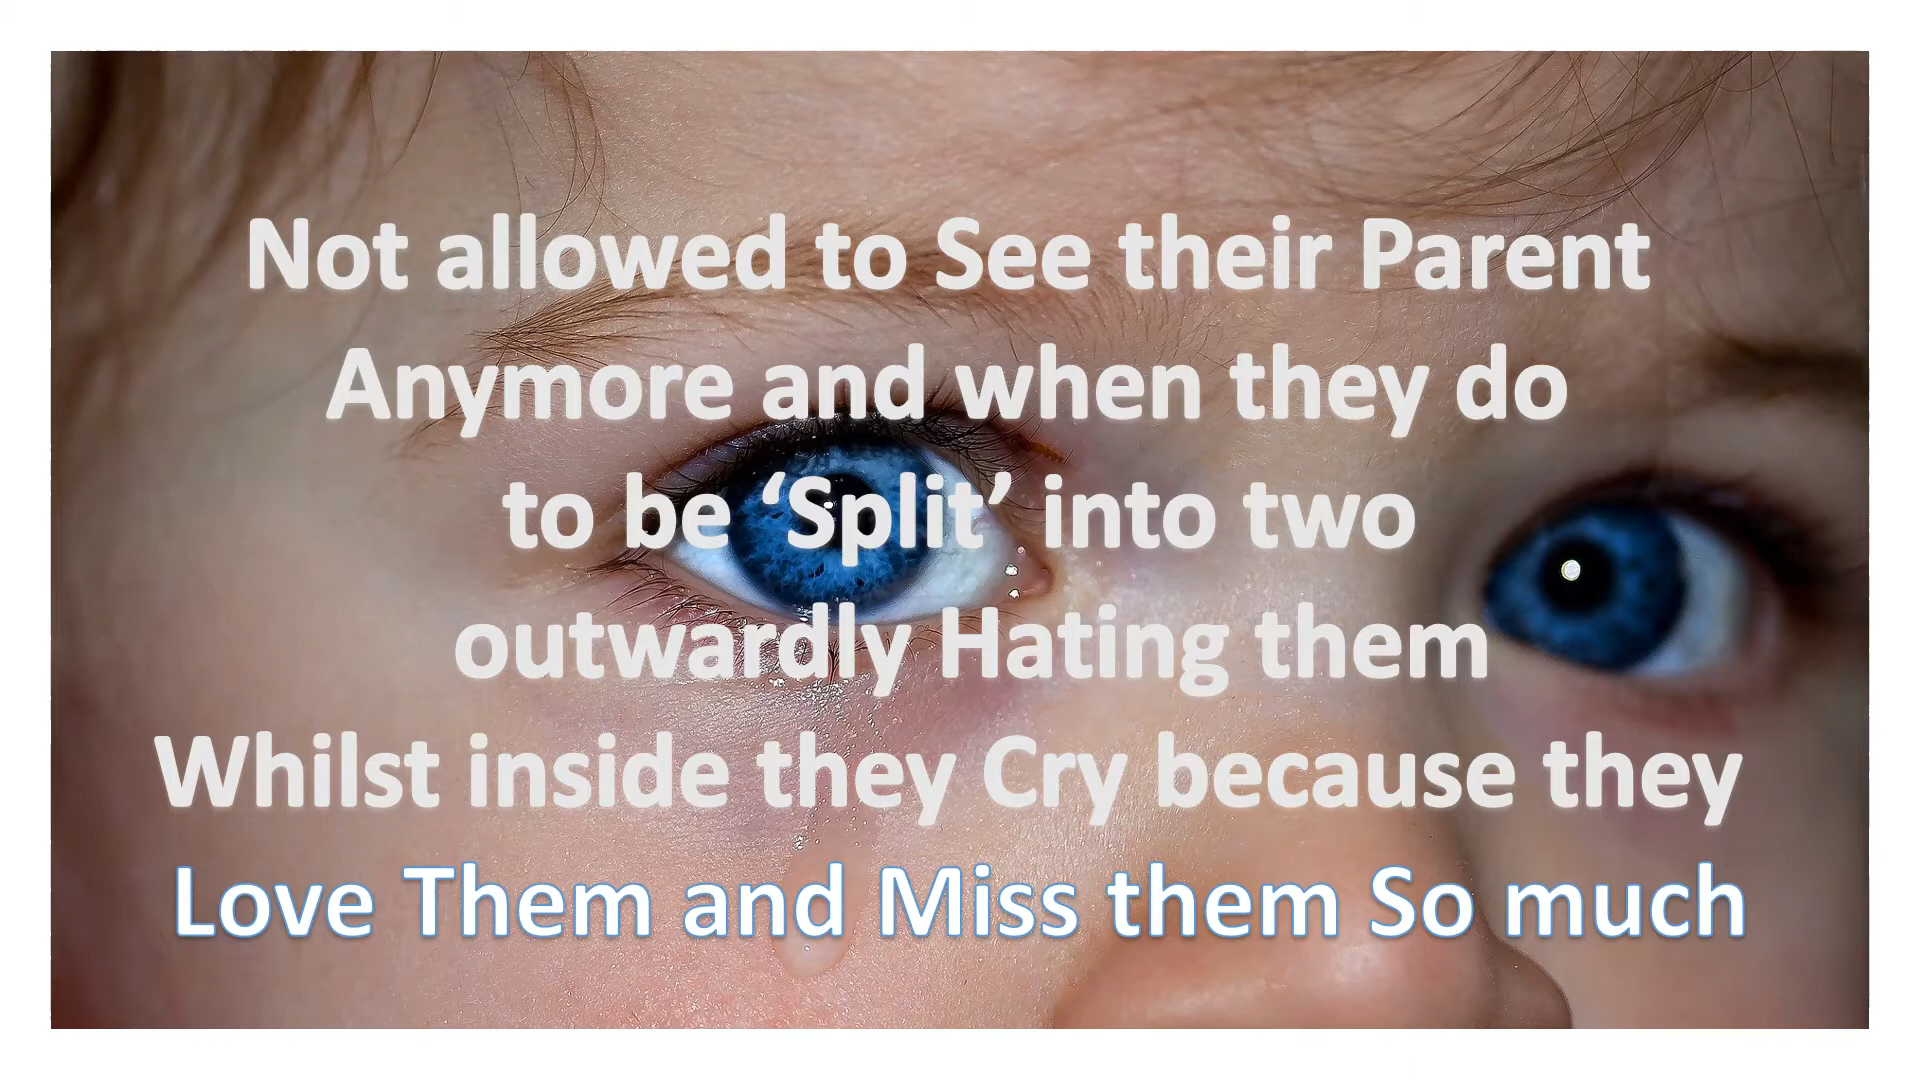 Not allowed to See their Parent
Anymore and when they do
to be ‘Split’ into two
outwardly Hating them
Whilst inside they Cry because they
Love Them and Miss them So much